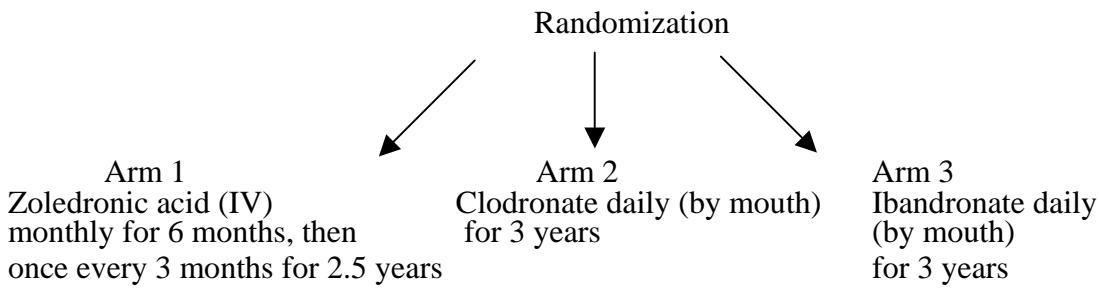 Randomization
Arm 1
Zoledronic acid (IV)
monthly for 6 months, then
once every 3 months for 2.5 years
Arm 2
Clodronate daily (by mouth)
for 3 years
Arm 3
Ibandronate daily
(by mouth)
for 3 years